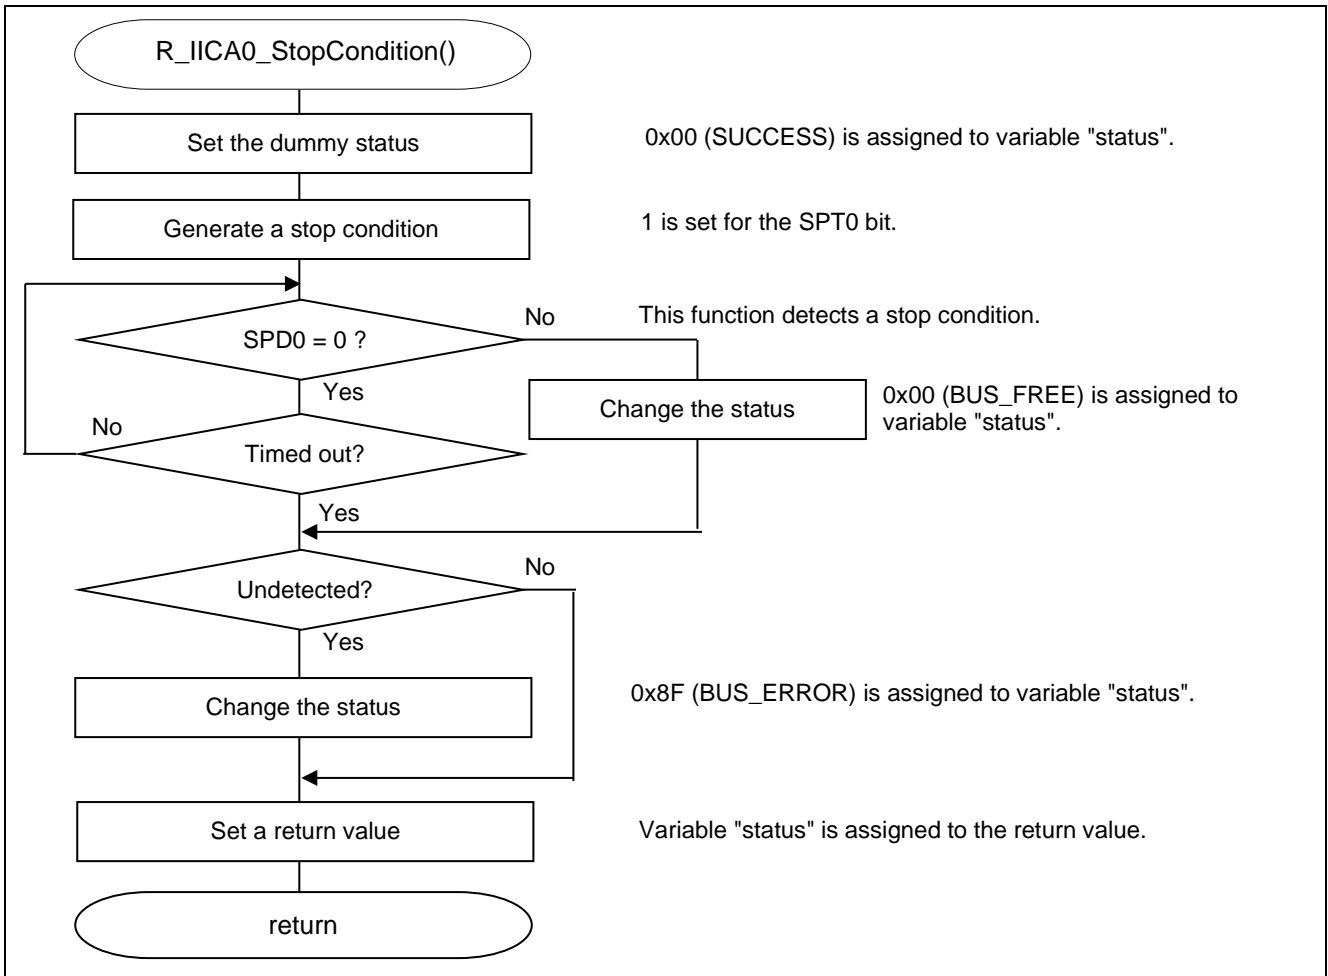 R_IICA0_StopCondition()
Set the dummy status
0x00 (SUCCESS) is assigned to variable "status".
Generate a stop condition
1 is set for the SPT0 bit.
SPD0 = 0 ?
No
This function detects a stop condition.
Yes
Change the status
0x00 (BUS_FREE) is assigned to
variable "status".
No
Timed out?
Yes
Undetected?
No
Yes
Change the status
0x8F (BUS_ERROR) is assigned to variable "status".
Set a return value
Variable "status" is assigned to the return value.
return